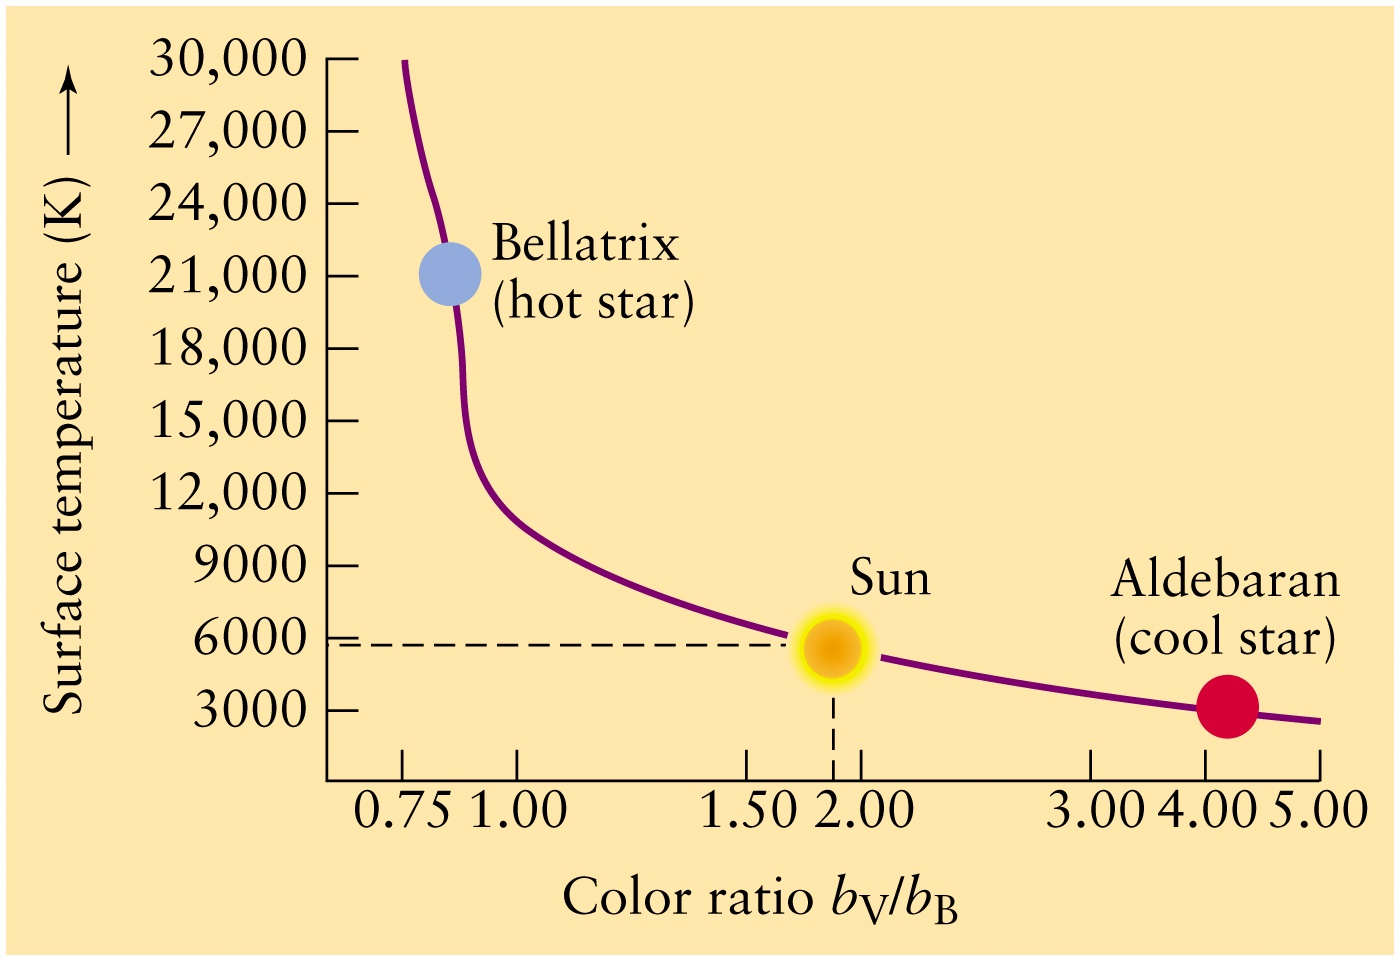 Surface temperature (K)
30,000
27,000
24,000
21,000
18,000
15,000
12,000
9000
6000
3000
Bellatrix
(hot star)
Sun
Aldebaran
(cool star)
0.75 1.00 1.50 2.00 3.00 4.00 5.00
Color ratio bV/bB